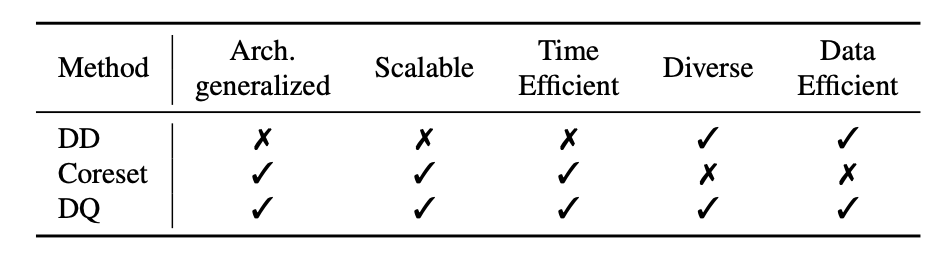 Method Arch. generalized Scalable Time Efficient Diverse Data Efficient
DD ✗ ✗ ✗ ✓ ✓
Coreset ✓ ✓ ✓ ✗ ✗
DQ ✓ ✓ ✓ ✓ ✓